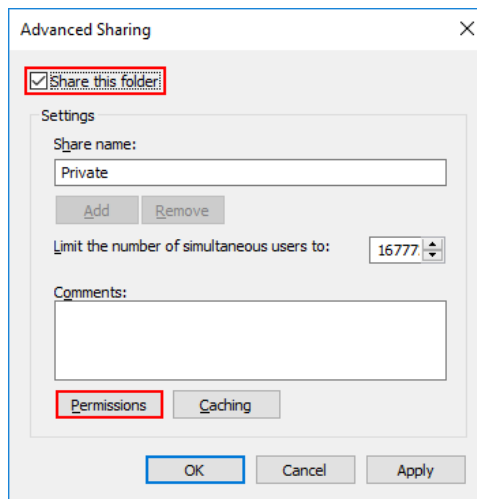 Advanced Sharing
Share this folder
Settings
Share name:
Private
Add Remove
Limit the number of simultaneous users to: 16777
Comments:
Permissions Caching
OK Cancel Apply